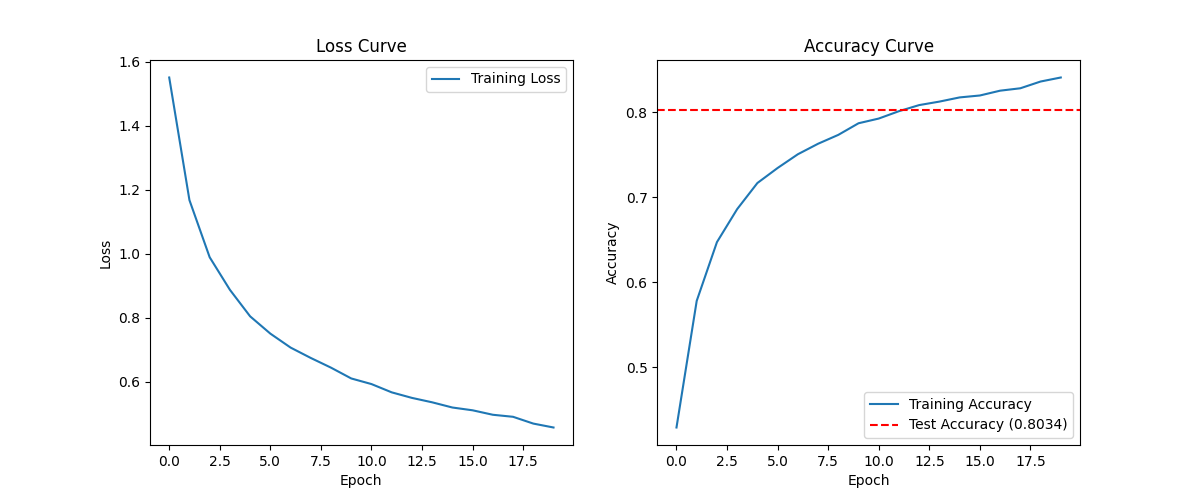 Loss Curve
1.6
1.4
1.2
1.0
0.8
0.6
Loss
Training Loss
0.0 2.5 5.0 7.5 10.0 12.5 15.0 17.5
Epoch
Accuracy Curve
0.8
0.7
0.6
0.5
Accuracy
Training Accuracy
Test Accuracy (0.8034)
0.0 2.5 5.0 7.5 10.0 12.5 15.0 17.5
Epoch